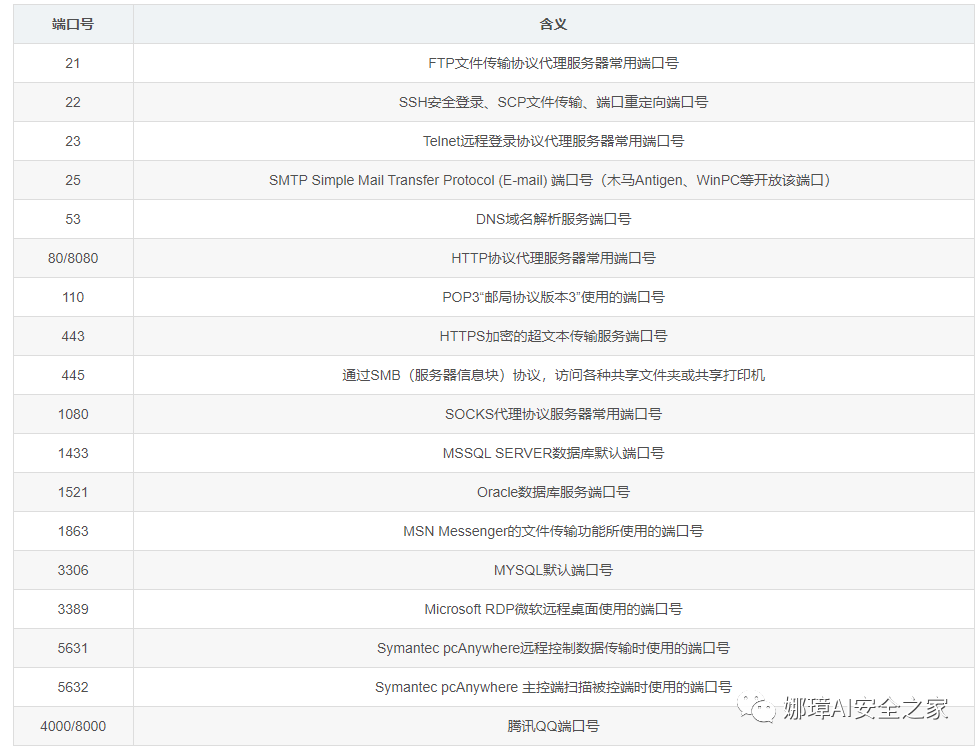 端口号 含义
21 FTP文件传输协议代理服务器常用端口号
22 SSH安全登录、SCP文件传输、端口重定向端口号
23 Telnet远程登录协议代理服务器常用端口号
25 SMTP Simple Mail Transfer Protocol (E-mail) 端口号（木马Antigen、WinPC等开放该端口）
53 DNS域名解析服务端口号
80/8080 HTTP协议代理服务器常用端口号
110 POP3“邮局协议版本3”使用的端口号
443 HTTPS加密的超文本传输服务端口号
445 通过SMB（服务器信息块）协议，访问各种共享文件夹或共享打印机
1080 SOCKS代理协议服务器常用端口号
1433 MSSQL SERVER数据库默认端口号
1521 Oracle数据库服务端口号
1863 MSN Messenger的文件传输功能所使用的端口号
3306 MYSQL默认端口号
3389 Microsoft RDP微软远程桌面使用的端口号
5631 Symantec pcAnywhere远程控制数据传输时使用的端口号
5632 Symantec pcAnywhere 主控端扫描被控端时使用的端口号
4000/8000 腾讯QQ端口号
娜璋AI安全之家